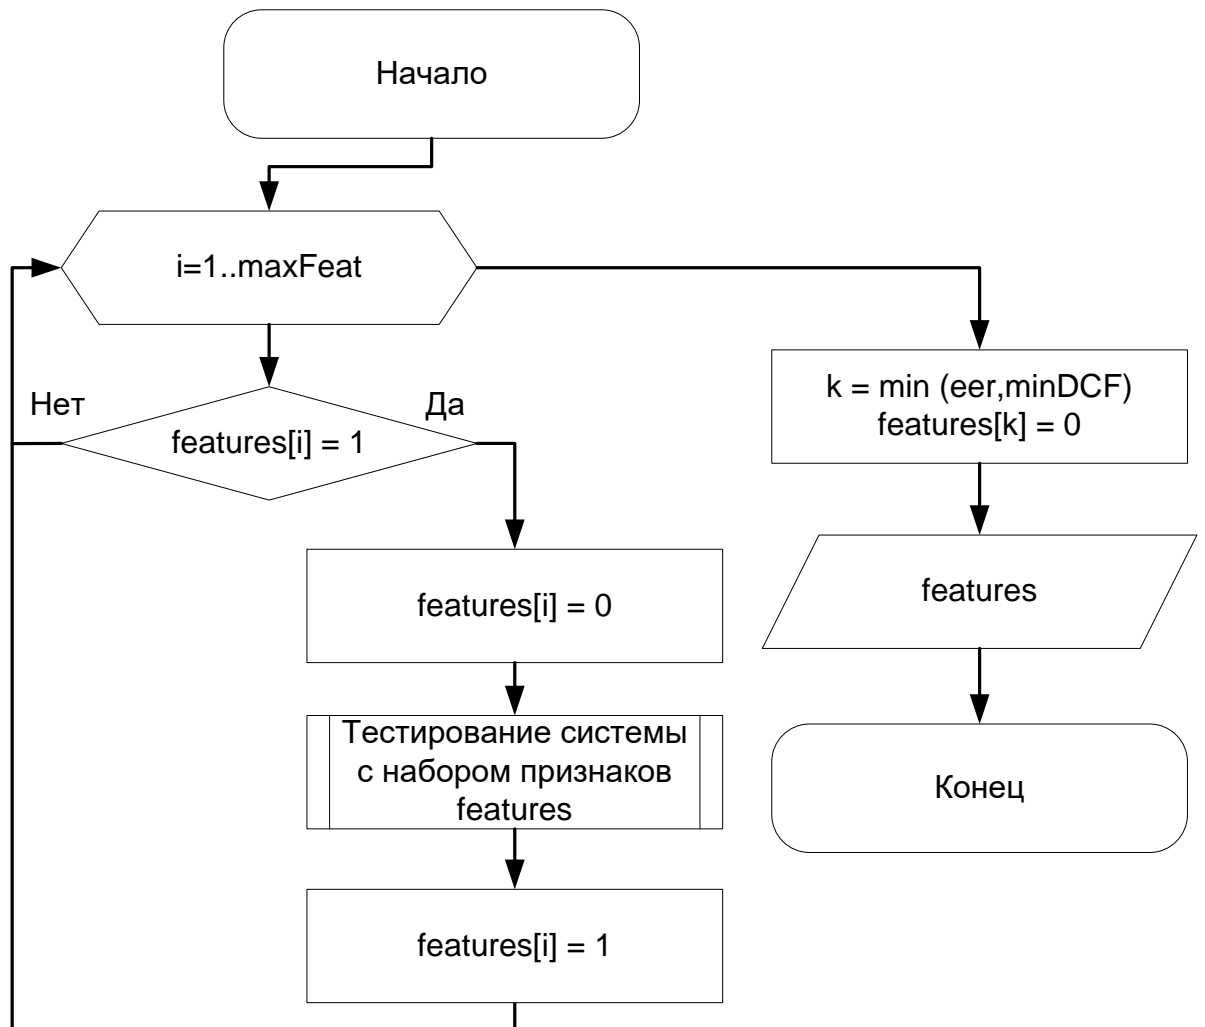 Начало
i=1..maxFeat
Нет
Да
features[i] = 1
features[i] = 0
Тестирование системы
с набором признаков
features
features[i] = 1
k = min (eer,minDCF)
features[k] = 0
features
Конец